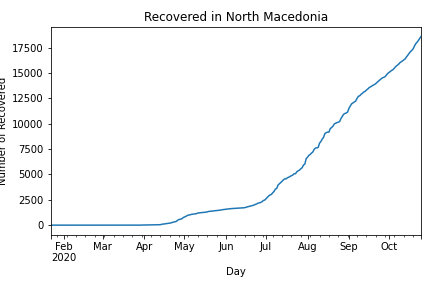 Recovered in North Macedonia
Number of Recovered
17500
15000
12500
10000
7500
5000
2500
0
Feb Mar Apr May Jun Jul Aug Sep Oct
2020
Day